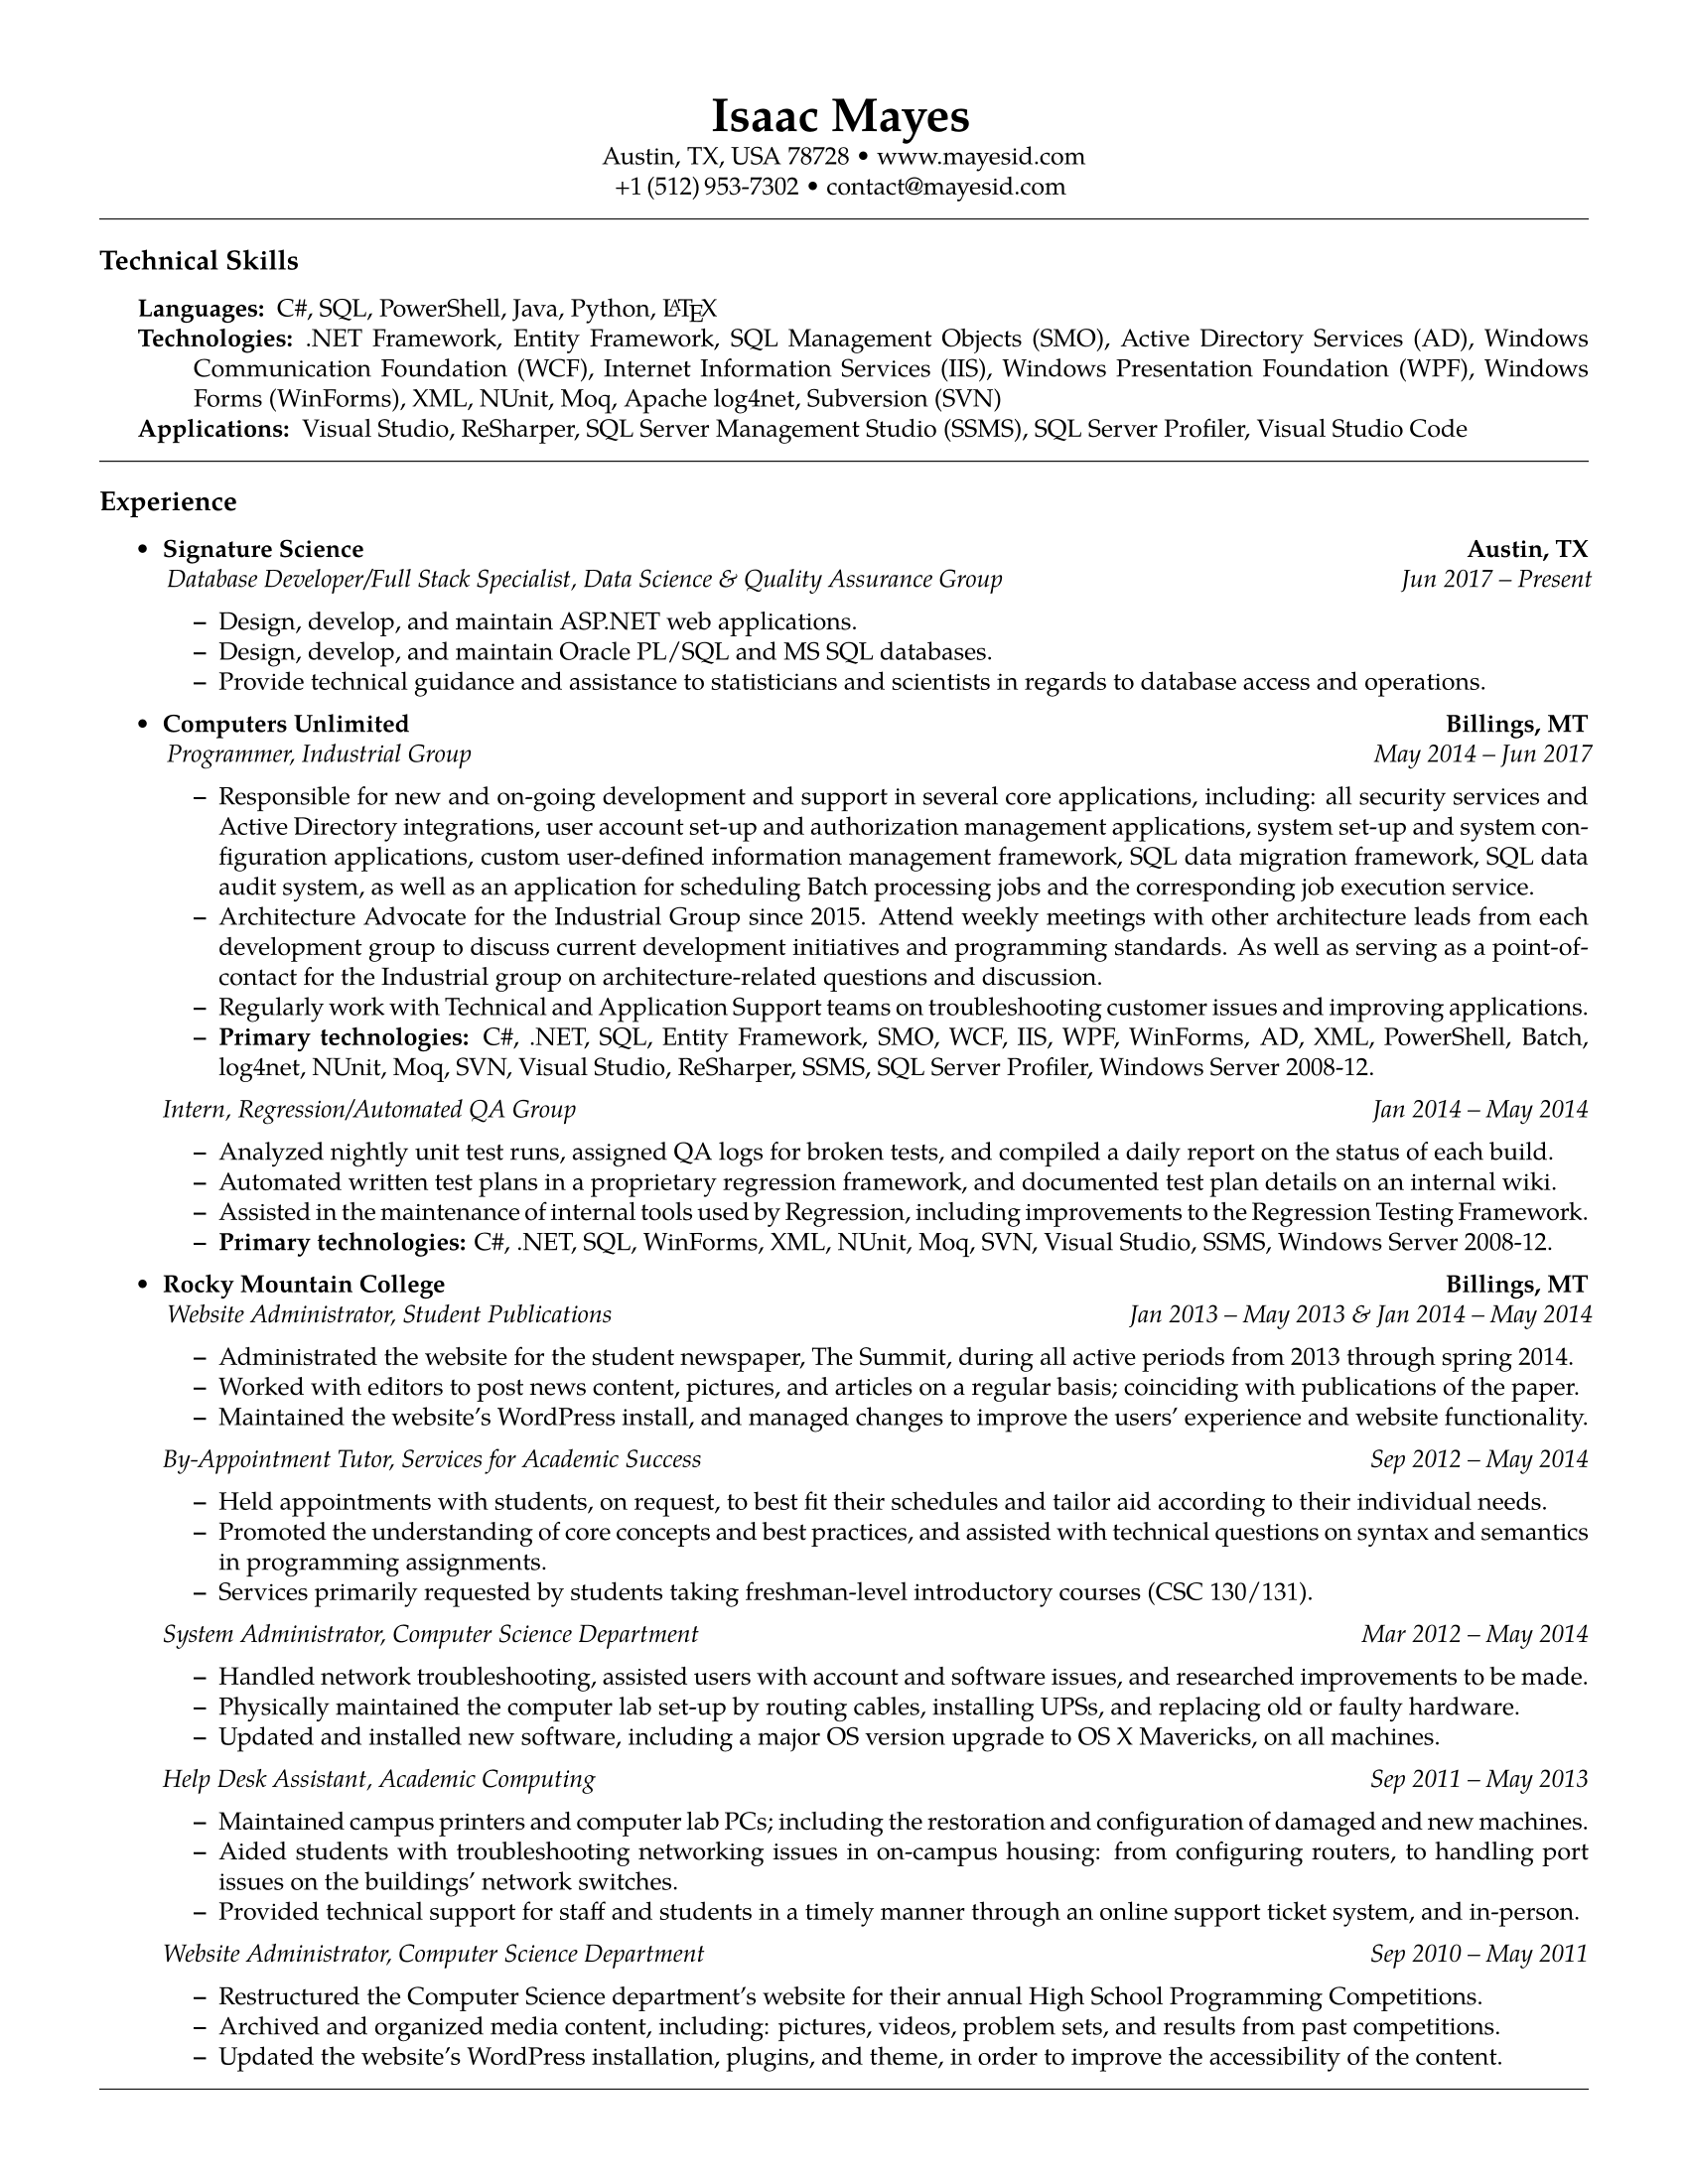 Isaac Mayes
Austin, TX, USA 78728 • www.mayesid.com
+1 (512) 953-7302 • contact@mayesid.com
Technical Skills
Languages: C#, SQL, PowerShell, Java, Python, LATEX
Technologies: .NET Framework, Entity Framework, SQL Management Objects (SMO), Active Directory Services (AD), Windows
Communication Foundation (WCF), Internet Information Services (IIS), Windows Presentation Foundation (WPF), Windows
Forms (WinForms), XML, NUnit, Moq, Apache log4net, Subversion (SVN)
Applications: Visual Studio, ReSharper, SQL Server Management Studio (SSMS), SQL Server Profiler, Visual Studio Code
Experience
• Signature Science Austin, TX
Database Developer/Full Stack Specialist, Data Science & Quality Assurance Group Jun 2017 – Present
– Design, develop, and maintain ASP.NET web applications.
– Design, develop, and maintain Oracle PL/SQL and MS SQL databases.
– Provide technical guidance and assistance to statisticians and scientists in regards to database access and operations.
• Computers Unlimited Billings, MT
Programmer, Industrial Group May 2014 – Jun 2017
– Responsible for new and on-going development and support in several core applications, including: all security services and
Active Directory integrations, user account set-up and authorization management applications, system set-up and system con-
figuration applications, custom user-defined information management framework, SQL data migration framework, SQL data
audit system, as well as an application for scheduling Batch processing jobs and the corresponding job execution service.
– Architecture Advocate for the Industrial Group since 2015. Attend weekly meetings with other architecture leads from each
development group to discuss current development initiatives and programming standards. As well as serving as a point-of-
contact for the Industrial group on architecture-related questions and discussion.
– Regularly work with Technical and Application Support teams on troubleshooting customer issues and improving applications.
– Primary technologies: C#, .NET, SQL, Entity Framework, SMO, WCF, IIS, WPF, WinForms, AD, XML, PowerShell, Batch,
log4net, NUnit, Moq, SVN, Visual Studio, ReSharper, SSMS, SQL Server Profiler, Windows Server 2008-12.
Intern, Regression/Automated QA Group Jan 2014 – May 2014
– Analyzed nightly unit test runs, assigned QA logs for broken tests, and compiled a daily report on the status of each build.
– Automated written test plans in a proprietary regression framework, and documented test plan details on an internal wiki.
– Assisted in the maintenance of internal tools used by Regression, including improvements to the Regression Testing Framework.
– Primary technologies: C#, .NET, SQL, WinForms, XML, NUnit, Moq, SVN, Visual Studio, SSMS, Windows Server 2008-12.
• Rocky Mountain College Billings, MT
Website Administrator, Student Publications Jan 2013 – May 2013 & Jan 2014 – May 2014
– Administrated the website for the student newspaper, The Summit, during all active periods from 2013 through spring 2014.
– Worked with editors to post news content, pictures, and articles on a regular basis; coinciding with publications of the paper.
– Maintained the website's WordPress install, and managed changes to improve the users' experience and website functionality.
By-Appointment Tutor, Services for Academic Success Sep 2012 – May 2014
– Held appointments with students, on request, to best fit their schedules and tailor aid according to their individual needs.
– Promoted the understanding of core concepts and best practices, and assisted with technical questions on syntax and semantics
in programming assignments.
– Services primarily requested by students taking freshman-level introductory courses (CSC 130/131).
System Administrator, Computer Science Department Mar 2012 – May 2014
– Handled network troubleshooting, assisted users with account and software issues, and researched improvements to be made.
– Physically maintained the computer lab set-up by routing cables, installing UPSs, and replacing old or faulty hardware.
– Updated and installed new software, including a major OS version upgrade to OS X Mavericks, on all machines.
Help Desk Assistant, Academic Computing Sep 2011 – May 2013
– Maintained campus printers and computer lab PCs; including the restoration and configuration of damaged and new machines.
– Aided students with troubleshooting networking issues in on-campus housing: from configuring routers, to handling port
issues on the buildings' network switches.
– Provided technical support for staff and students in a timely manner through an online support ticket system, and in-person.
Website Administrator, Computer Science Department Sep 2010 – May 2011
– Restructured the Computer Science department's website for their annual High School Programming Competitions.
– Archived and organized media content, including: pictures, videos, problem sets, and results from past competitions.
– Updated the website's WordPress installation, plugins, and theme, in order to improve the accessibility of the content.